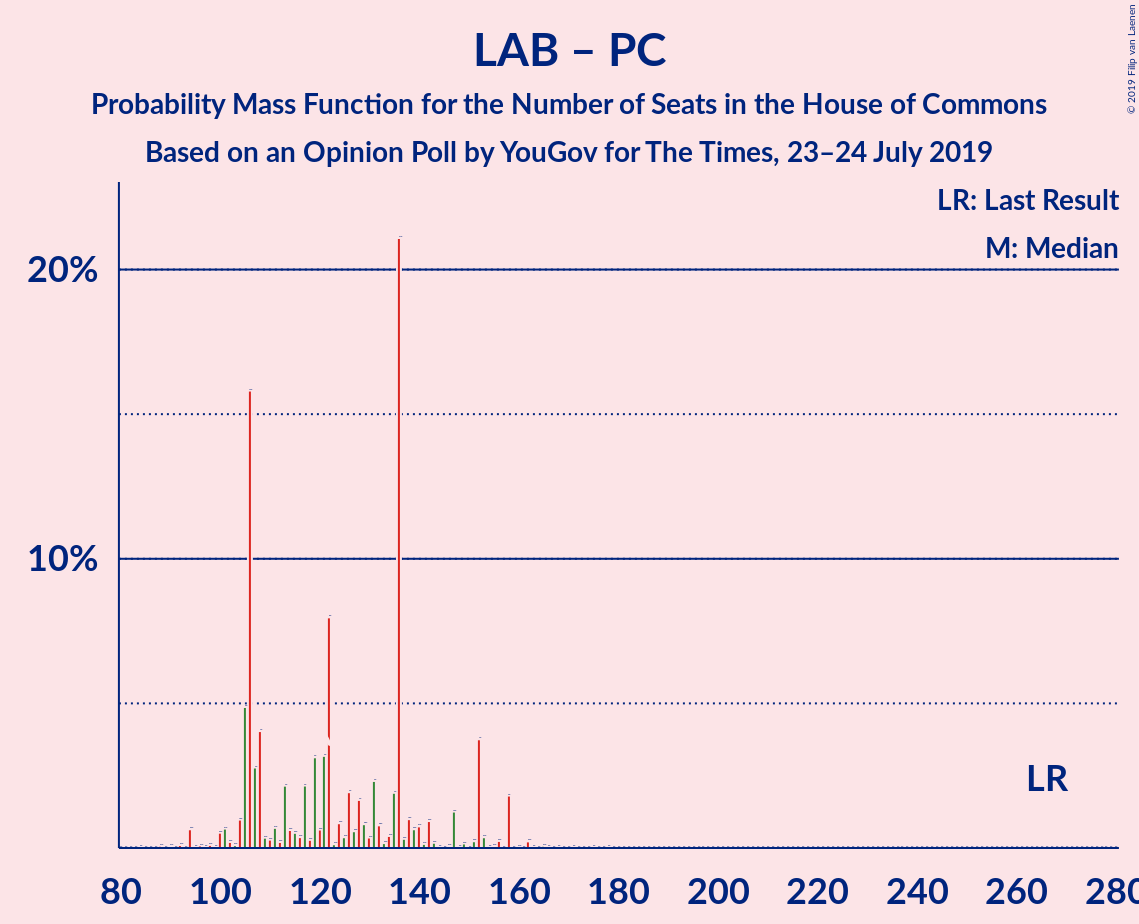 LAB – PC
Probability Mass Function for the Number of Seats in the House of Commons
Based on an Opinion Poll by YouGov for The Times, 23–24 July 2019
© 2019 Filip van Laenen
LR: Last Result
M: Median
20%
10%
LR
80 100 120 140 160 180 200 220 240 260 280